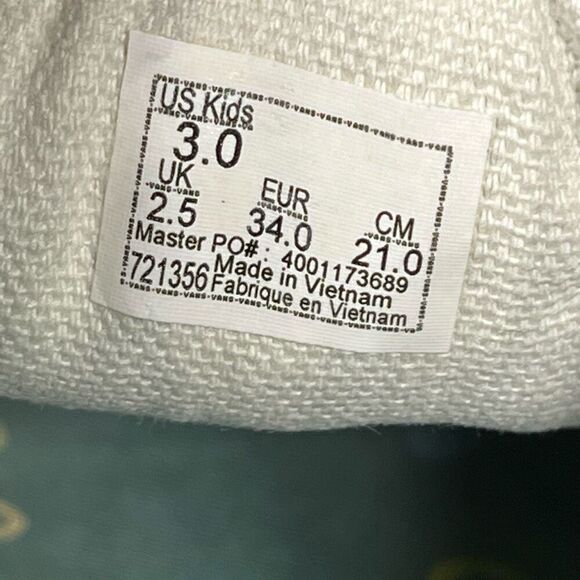 US Kids
3.0
UK EUR CM
2.5 34.0 21.0
Master PO# : 4001173689
721356 Made in Vietnam
Fabrique en Vietnam